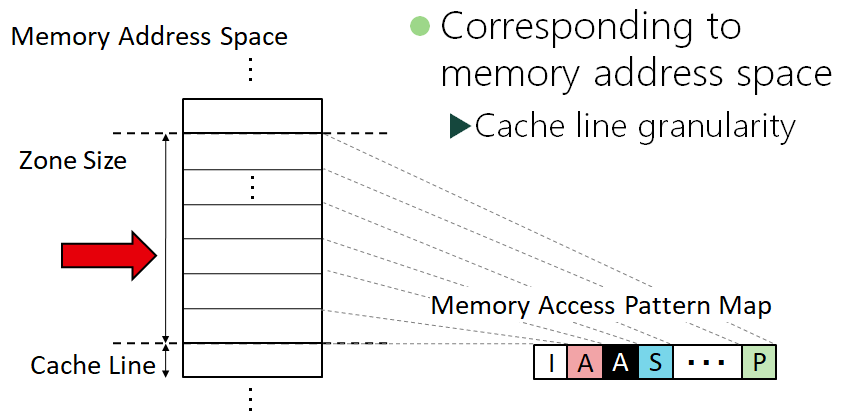 Memory Address Space
Corresponding to
memory address space
Cache line granularity
Zone Size
Memory Access Pattern Map
Cache Line
I A A S ··· P